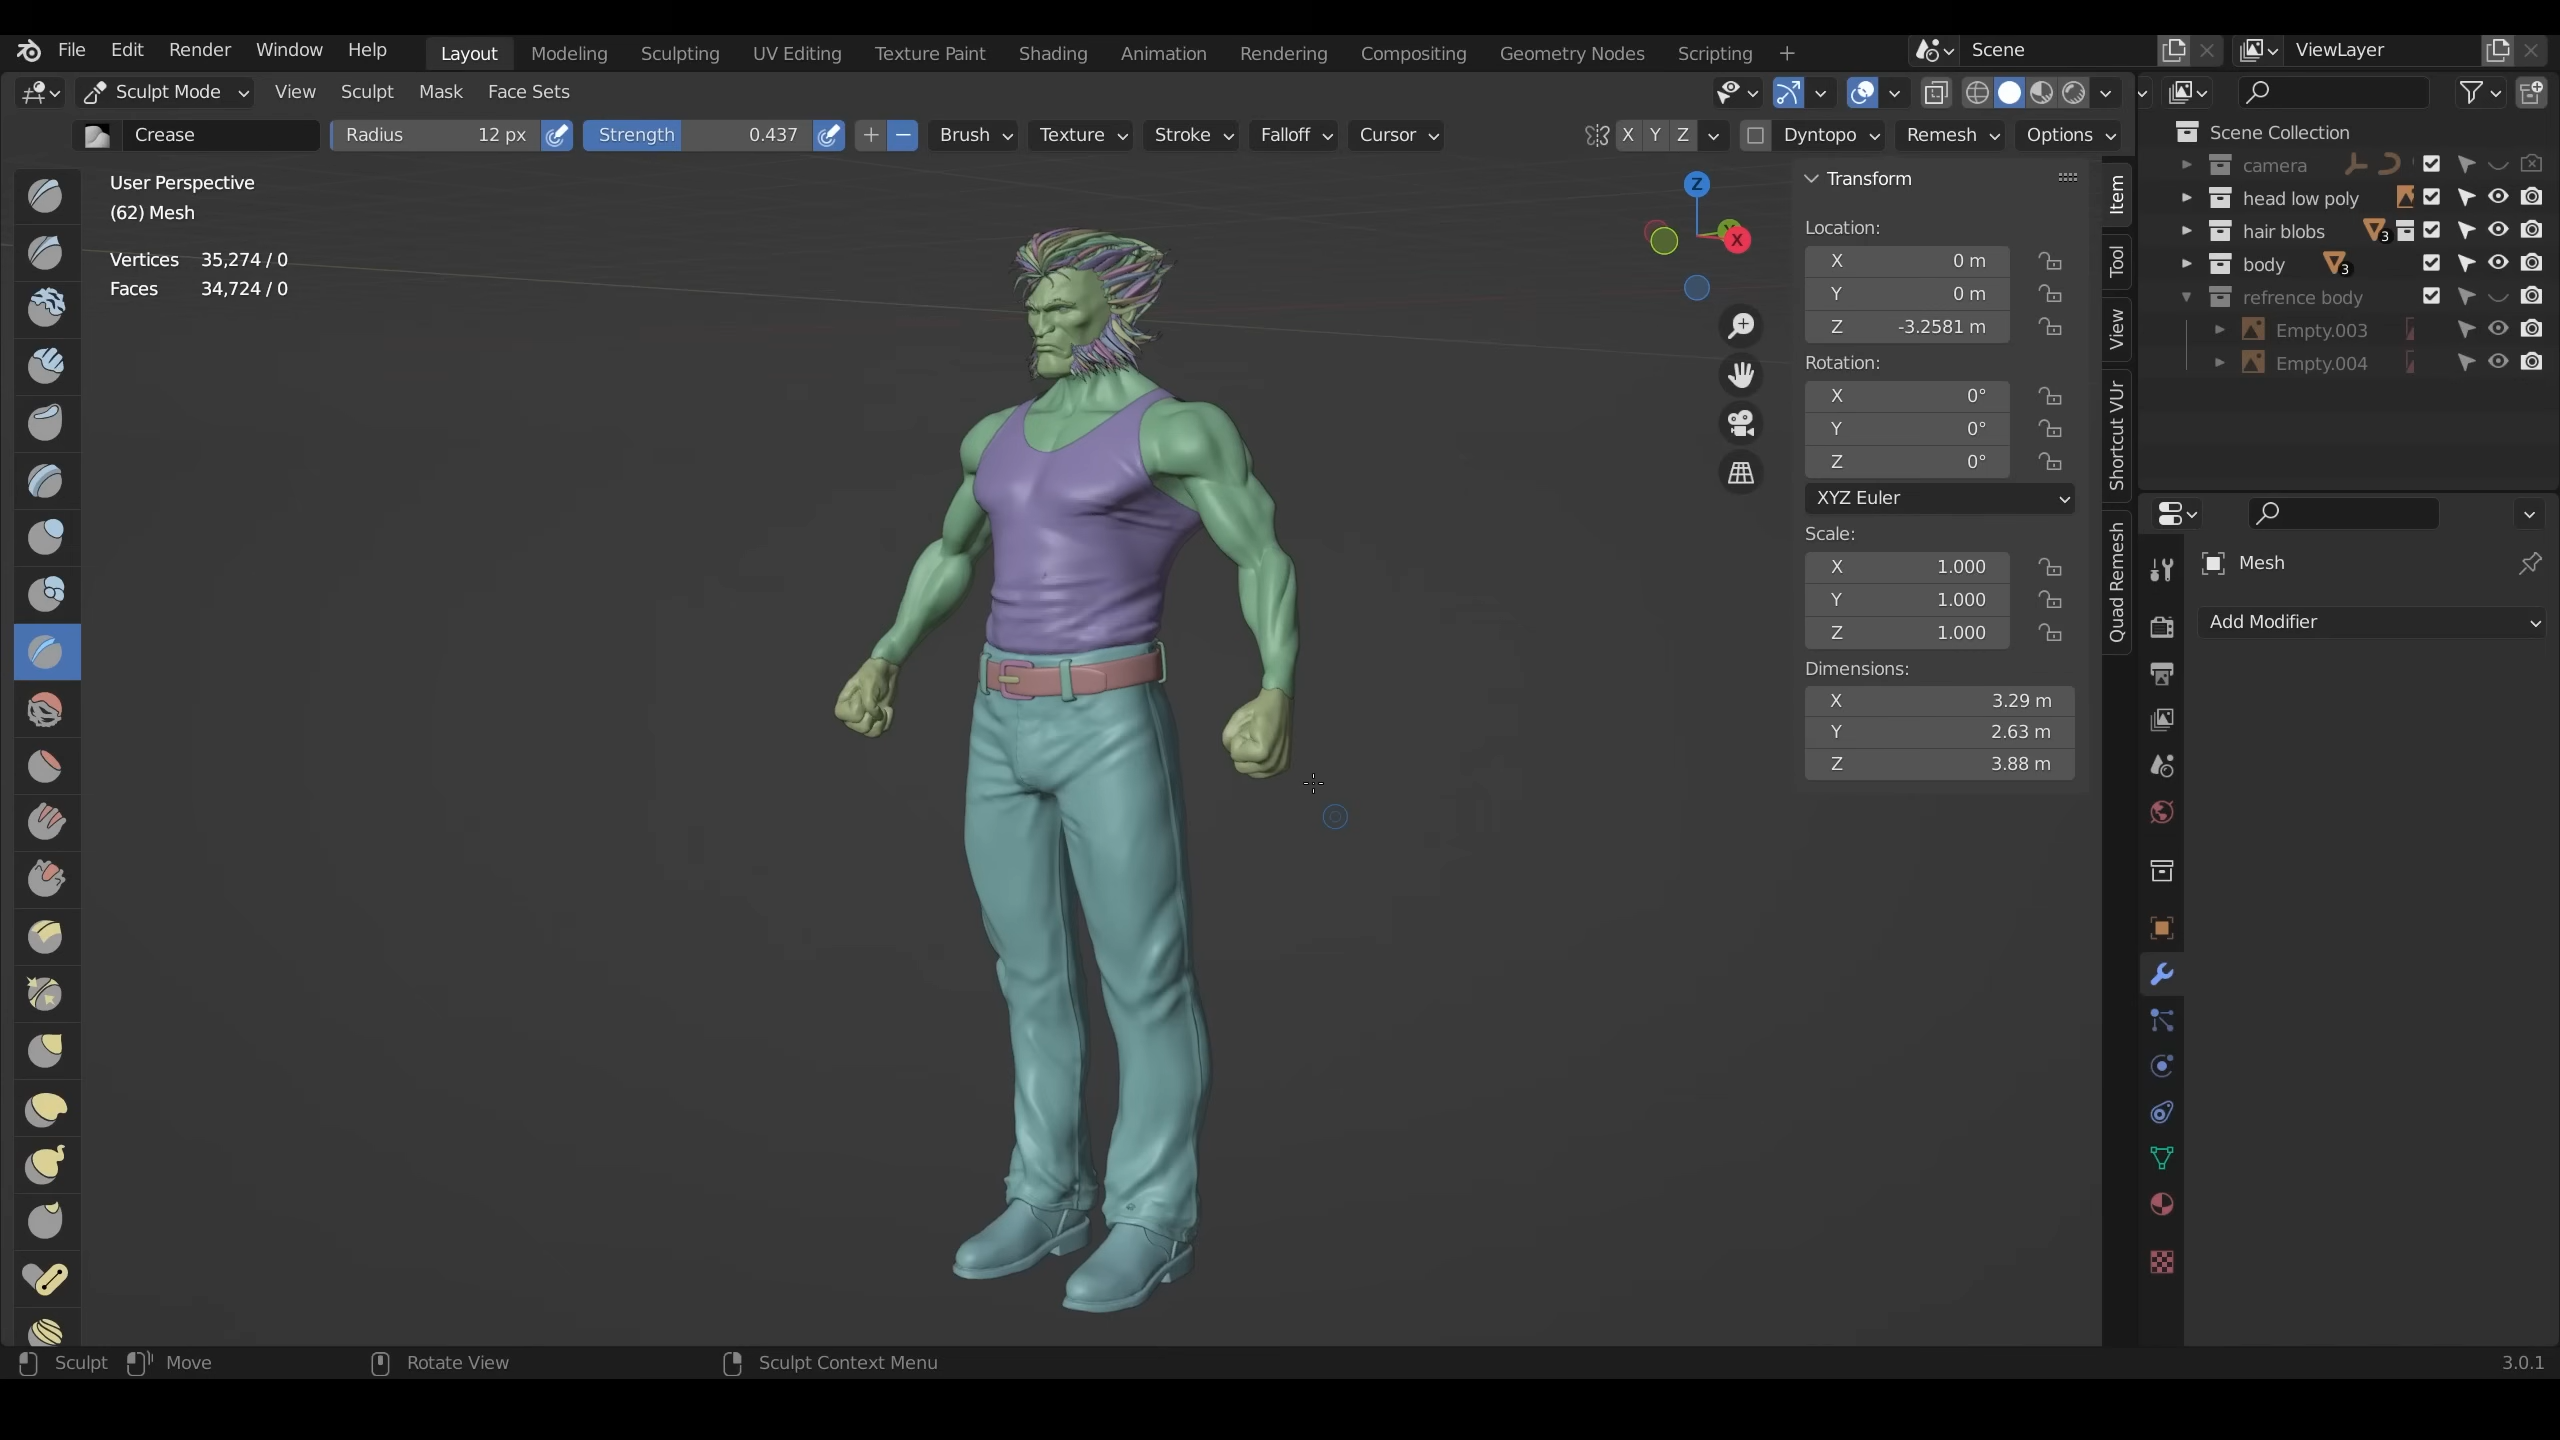 File Edit Render Window Help Layout Modeling Sculpting UV Editing Texture Paint Shading Animation Rendering Compositing Geometry Nodes Scripting + Scene ViewLayer
Sculpt Mode View Sculpt Mask Face Sets
Crease Radius 12 px Strength 0.437 + − Brush Texture Stroke Falloff Cursor X Y Z Dyntopo Remesh Options
User Perspective
(62) Mesh
Vertices 35,274 / 0
Faces 34,724 / 0
Z
X
Transform
Location:
X 0 m
Y 0 m
Z -3.2581 m
Rotation:
X 0°
Y 0°
Z 0°
XYZ Euler
Scale:
X 1.000
Y 1.000
Z 1.000
Dimensions:
X 3.29 m
Y 2.63 m
Z 3.88 m
Item
Tool
View
Shortcut VUr
Quad Remesh
Scene Collection
camera
head low poly
hair blobs 3
body 3
refrence body
Empty.003
Empty.004
Mesh
Add Modifier
Sculpt Move Rotate View Sculpt Context Menu 3.0.1